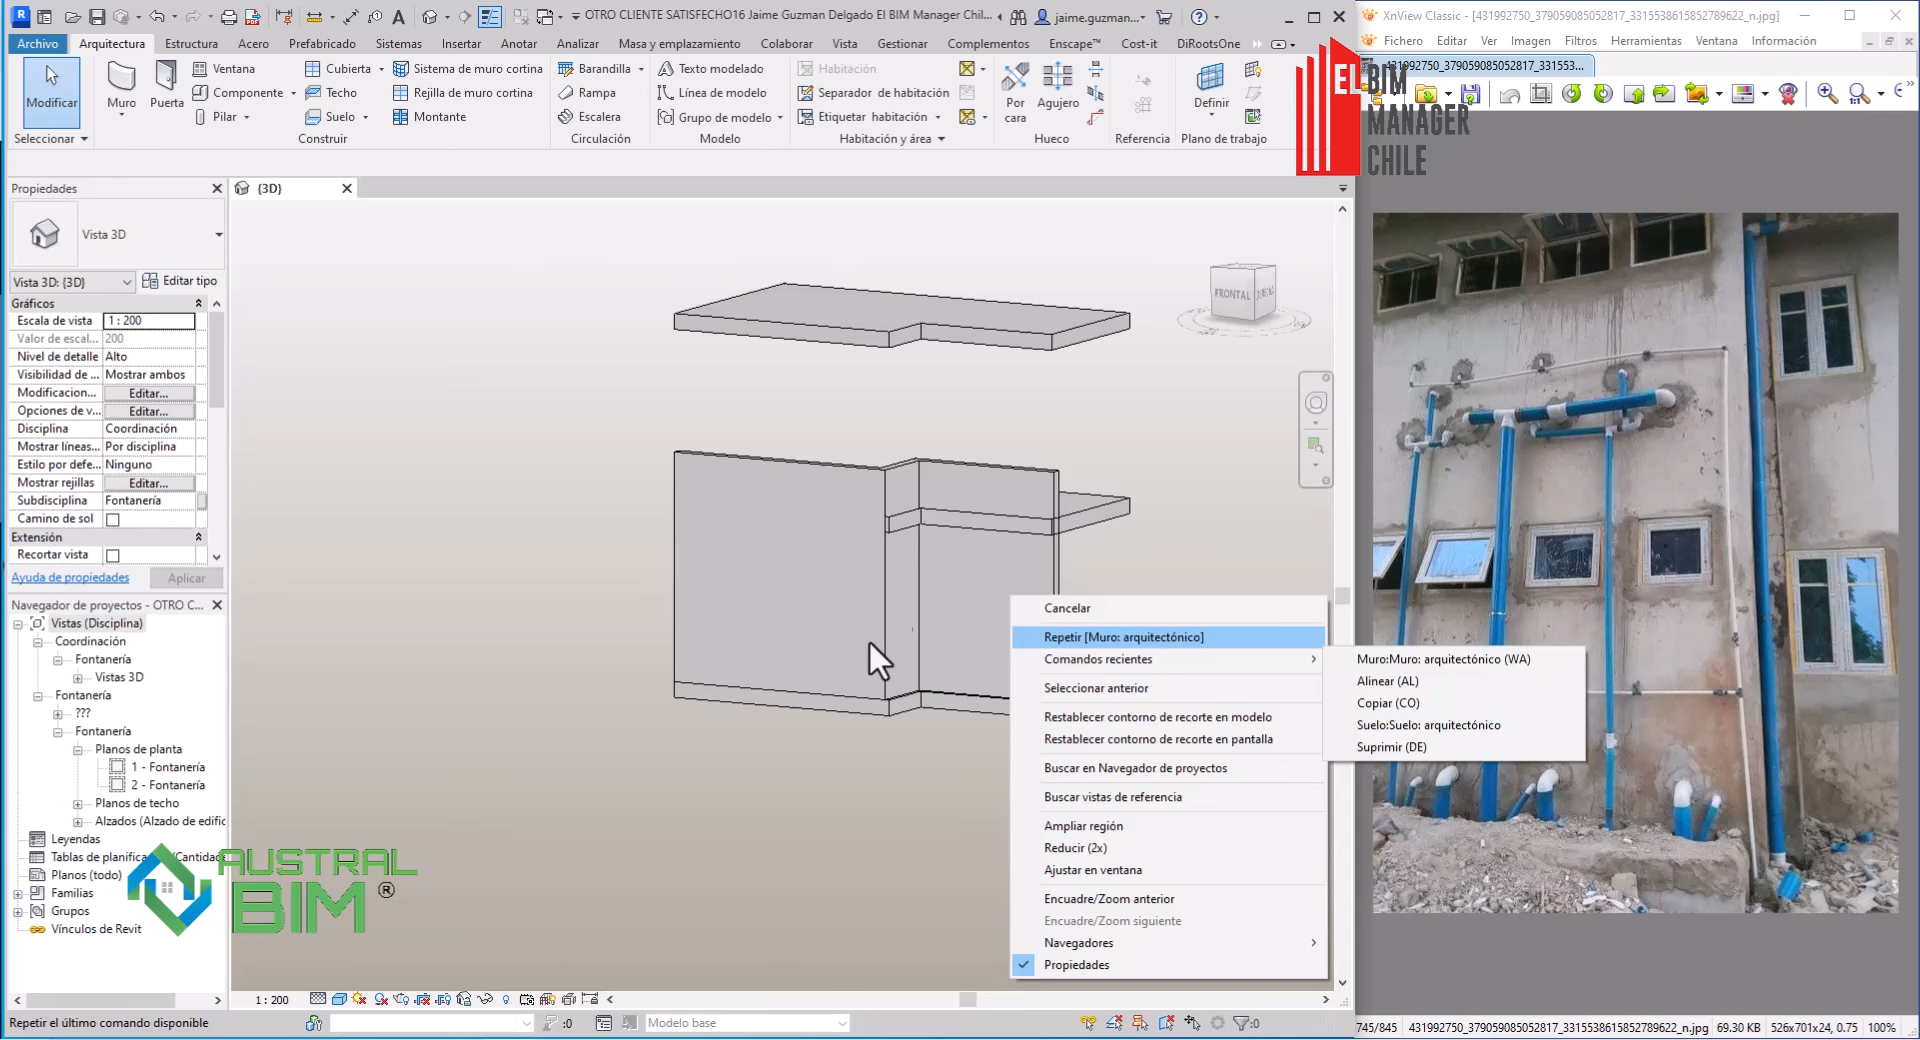 OTRO CLIENTE SATISFECHO16 Jaime Guzman Delgado El BIM Manager Chil...
jaime.guzman...
XnView Classic - [431992750_379059085052817_3315538615852789622_n.jpg]
Archivo Arquitectura Estructura Acero Prefabricado Sistemas Insertar Anotar Analizar Masa y emplazamiento Colaborar Vista Gestionar Complementos Enscape™ Cost-it DiRootsOne
Fichero Editar Ver Imagen Filtros Herramientas Ventana Información
431992750_379059085052817_331553...
Modificar
Seleccionar
Muro
Puerta
Ventana
Componente
Pilar
Cubierta
Techo
Suelo
Sistema de muro cortina
Rejilla de muro cortina
Montante
Construir
Barandilla
Rampa
Escalera
Circulación
Texto modelado
Línea de modelo
Grupo de modelo
Modelo
Habitación
Separador de habitación
Etiquetar habitación
Habitación y área
Por cara
Agujero
Hueco
Referencia
Definir
Plano de trabajo
EL BIM
MANAGER
CHILE
Propiedades
{3D}
Vista 3D
Vista 3D: {3D}
Editar tipo
Gráficos
Escala de vista 1 : 200
Valor de escal... 200
Nivel de detalle Alto
Visibilidad de ... Mostrar ambos
Modificacion... Editar...
Opciones de v... Editar...
Disciplina Coordinación
Mostrar líneas... Por disciplina
Estilo por defe... Ninguno
Mostrar rejillas Editar...
Subdisciplina Fontanería
Camino de sol
Extensión
Recortar vista
Ayuda de propiedades Aplicar
Navegador de proyectos - OTRO C...
Vistas (Disciplina)
Coordinación
Fontanería
Vistas 3D
Fontanería
???
Fontanería
Planos de planta
1 - Fontanería
2 - Fontanería
Planos de techo
Alzados (Alzado de edific
Leyendas
Tablas de planifica /Cantidad
Planos (todo)
Familias
Grupos
Vínculos de Revit
AUSTRAL
BIM ®
FRONTAL
Cancelar
Repetir [Muro: arquitectónico]
Comandos recientes
Seleccionar anterior
Restablecer contorno de recorte en modelo
Restablecer contorno de recorte en pantalla
Buscar en Navegador de proyectos
Buscar vistas de referencia
Ampliar región
Reducir (2x)
Ajustar en ventana
Encuadre/Zoom anterior
Encuadre/Zoom siguiente
Navegadores
Propiedades
Muro:Muro: arquitectónico (WA)
Alinear (AL)
Copiar (CO)
Suelo:Suelo: arquitectónico
Suprimir (DE)
1 : 200
Repetir el último comando disponible
:0
Modelo base
:0
745/845 431992750_379059085052817_3315538615852789622_n.jpg 69.30 KB 526x701x24, 0.75 100%